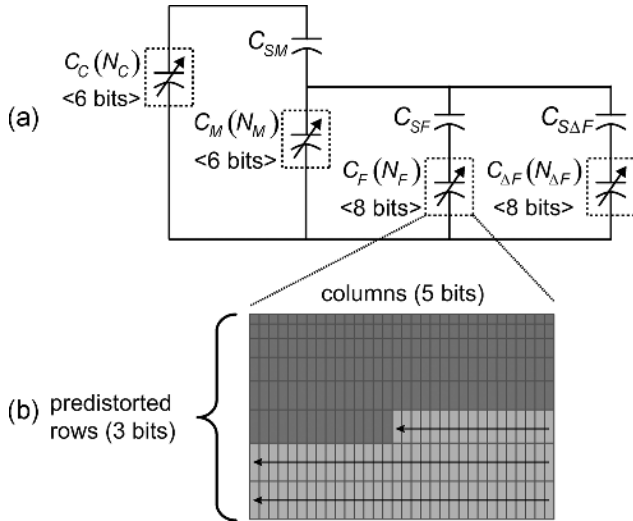 (a)
C_C(N_C)
<6 bits>
C_SM
C_M(N_M)
<6 bits>
C_SF
C_F(N_F)
<8 bits>
C_SΔF
C_ΔF(N_ΔF)
<8 bits>
columns (5 bits)
(b)
predistorted
rows (3 bits)